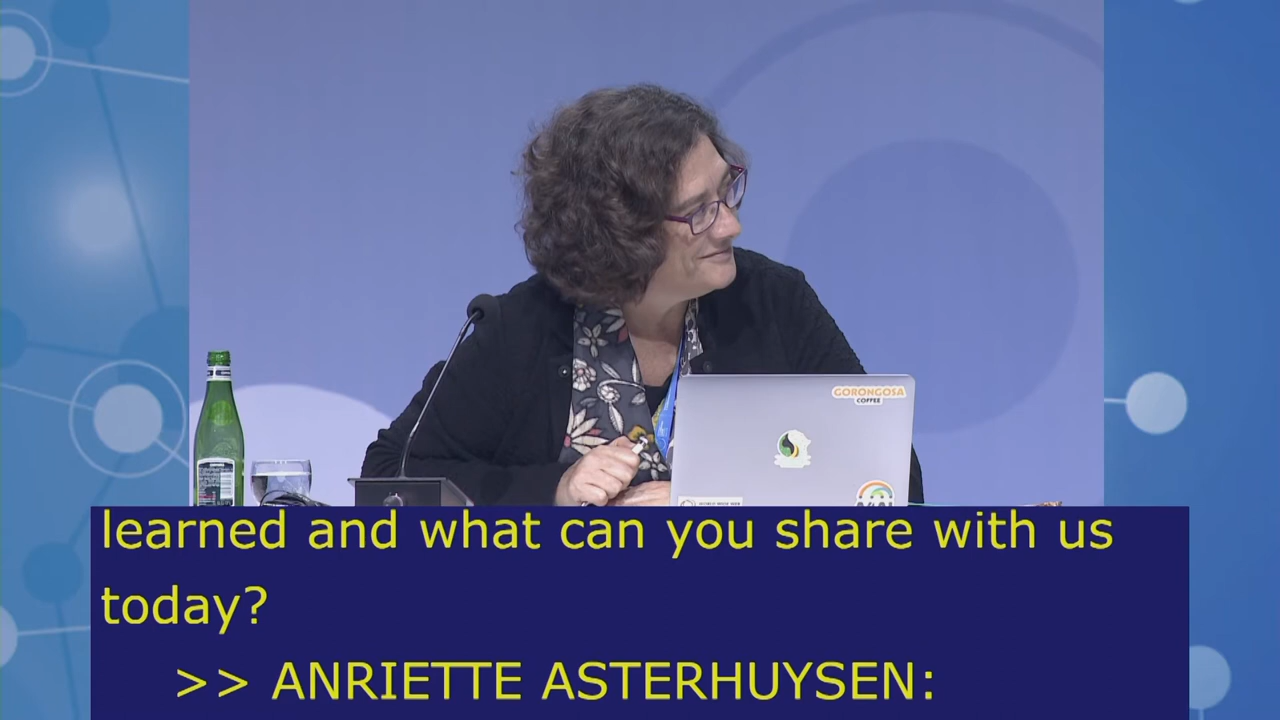 GORONGOSA
COFFEE
learned and what can you share with us
today?
>> ANRIETTE ASTERHUYSEN: